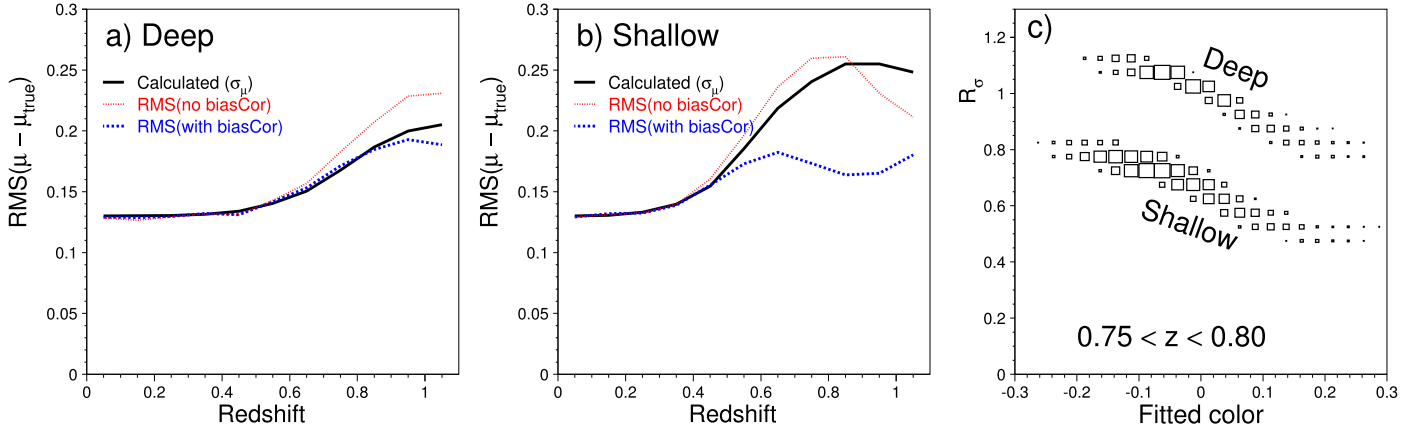 a) Deep
Calculated (σμ)
RMS(no biasCor)
RMS(with biasCor)
RMS(μ − μtrue)
0.3
0.25
0.2
0.15
0.1
0.05
0
0 0.2 0.4 0.6 0.8 1
Redshift
b) Shallow
Calculated (σμ)
RMS(no biasCor)
RMS(with biasCor)
RMS(μ − μtrue)
0.3
0.25
0.2
0.15
0.1
0.05
0
0 0.2 0.4 0.6 0.8 1
Redshift
c)
Deep
Shallow
0.75 < z < 0.80
Rσ
1.2
1
0.8
0.6
0.4
0.2
0
-0.3 -0.2 -0.1 0 0.1 0.2 0.3
Fitted color